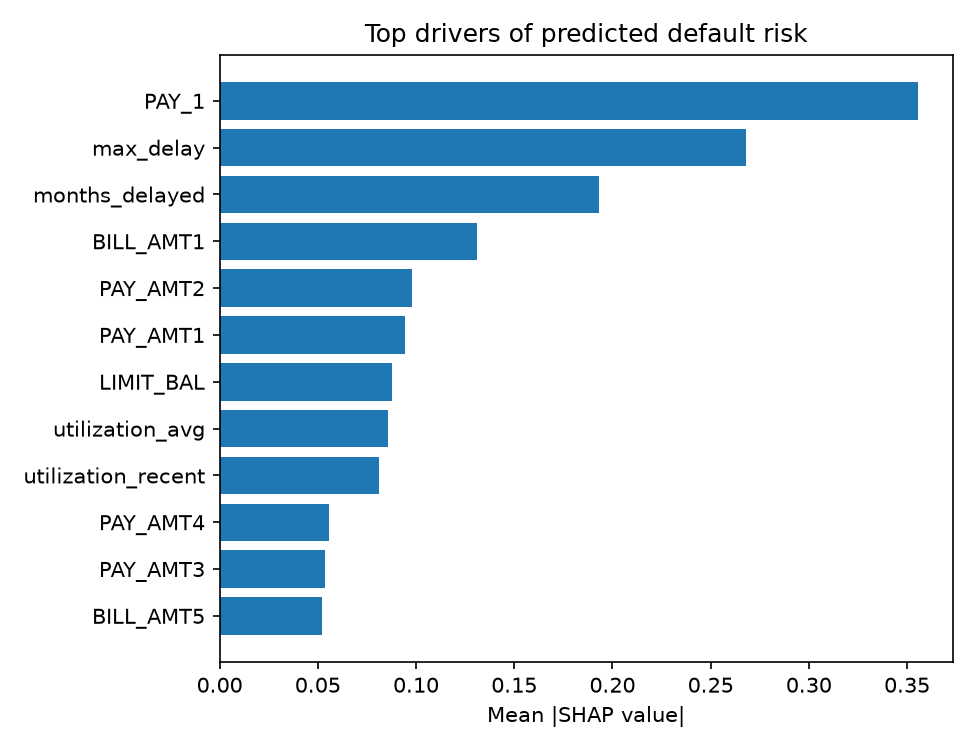 Top drivers of predicted default risk
PAY_1
max_delay
months_delayed
BILL_AMT1
PAY_AMT2
PAY_AMT1
LIMIT_BAL
utilization_avg
utilization_recent
PAY_AMT4
PAY_AMT3
BILL_AMT5
0.00 0.05 0.10 0.15 0.20 0.25 0.30 0.35
Mean |SHAP value|